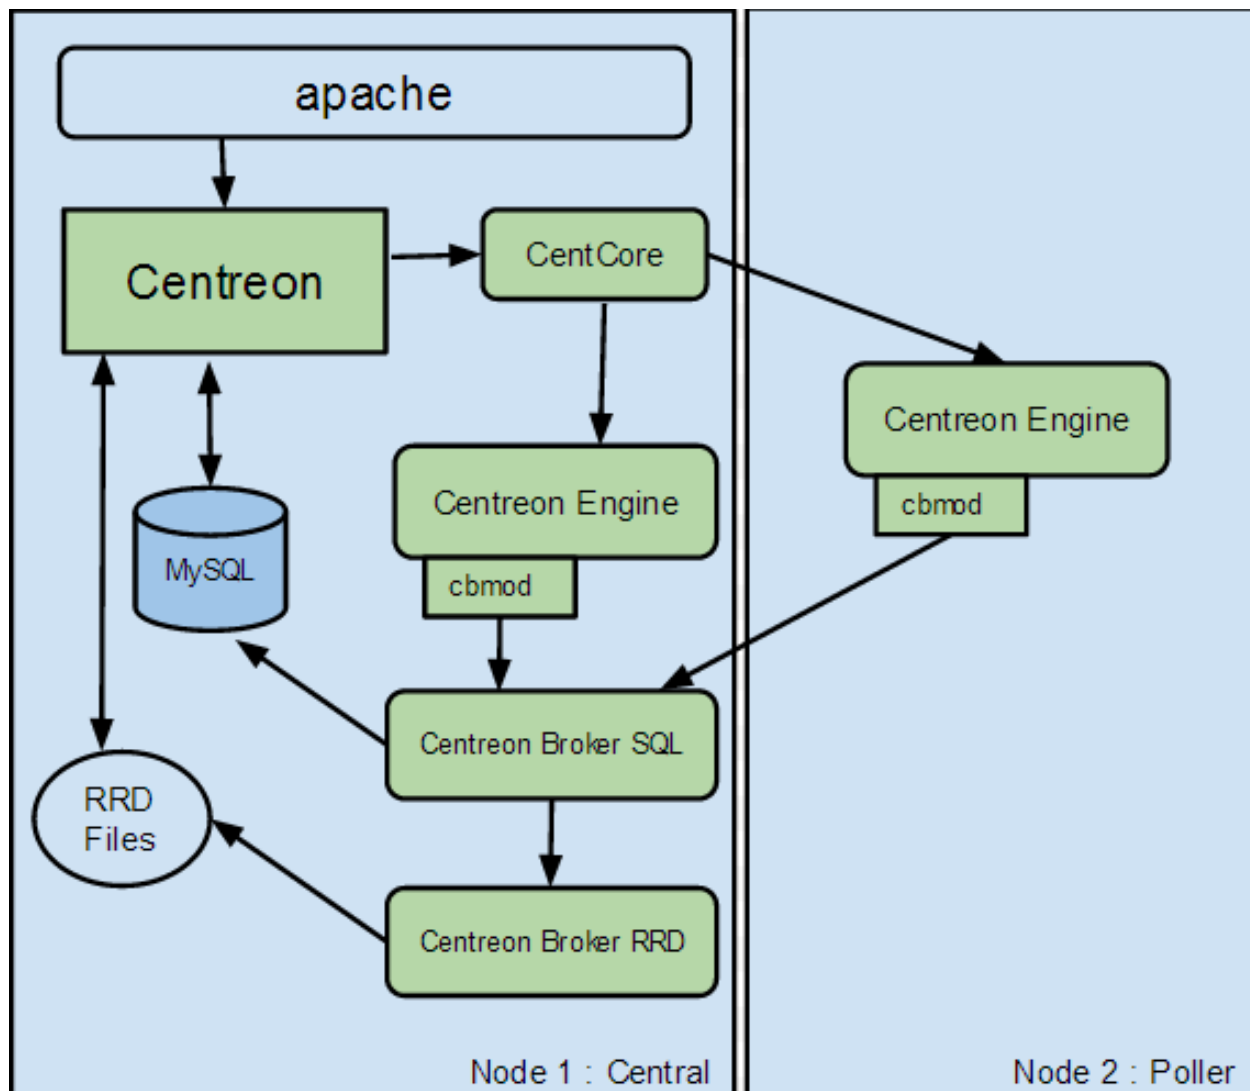 apache
Centreon
CentCore
Centreon Engine
cbmod
Centreon Engine
cbmod
MySQL
Centreon Broker SQL
RRD
Files
Centreon Broker RRD
Node 1 : Central
Node 2 : Poller